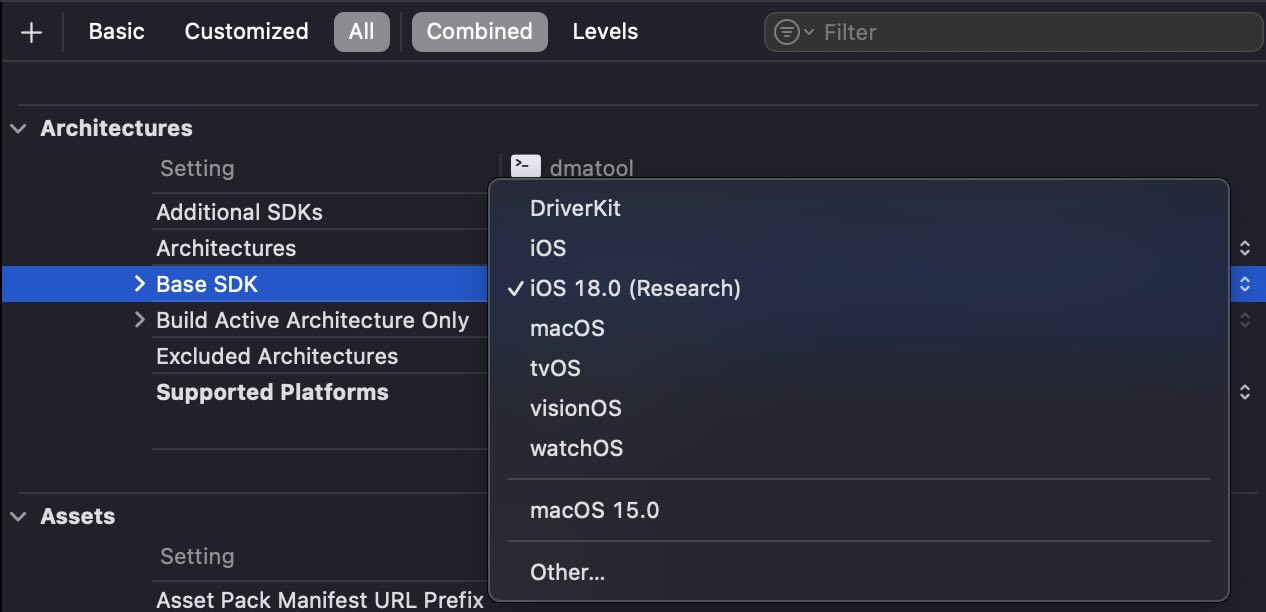 Basic Customized All Combined Levels Filter
Architectures
Setting dmatool
Additional SDKs
Architectures
Base SDK
Build Active Architecture Only
Excluded Architectures
Supported Platforms
DriverKit
iOS
iOS 18.0 (Research)
macOS
tvOS
visionOS
watchOS
macOS 15.0
Other...
Assets
Setting
Asset Pack Manifest URL Prefix